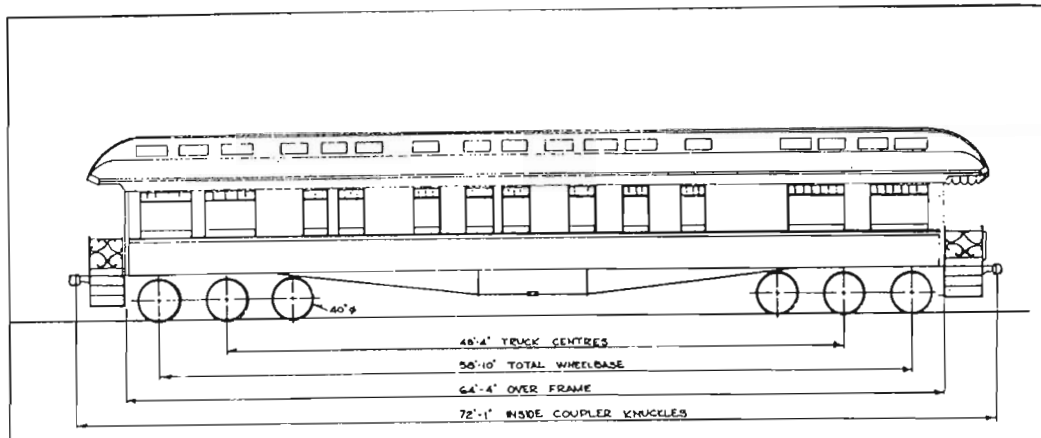 40"ø
48'-4" TRUCK CENTRES
58'-10" TOTAL WHEELBASE
64'-4" OVER FRAME
72'-1" INSIDE COUPLER KNUCKLES